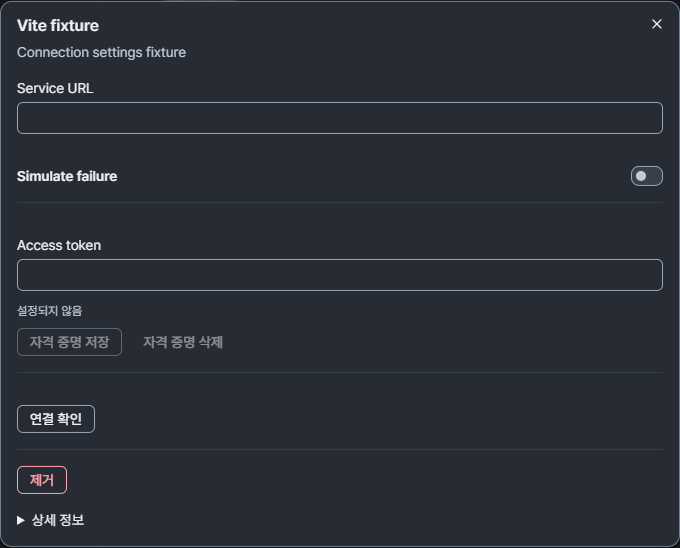 Vite fixture
Connection settings fixture
Service URL
Simulate failure
Access token
설정되지 않음
자격 증명 저장 자격 증명 삭제
연결 확인
제거
상세 정보